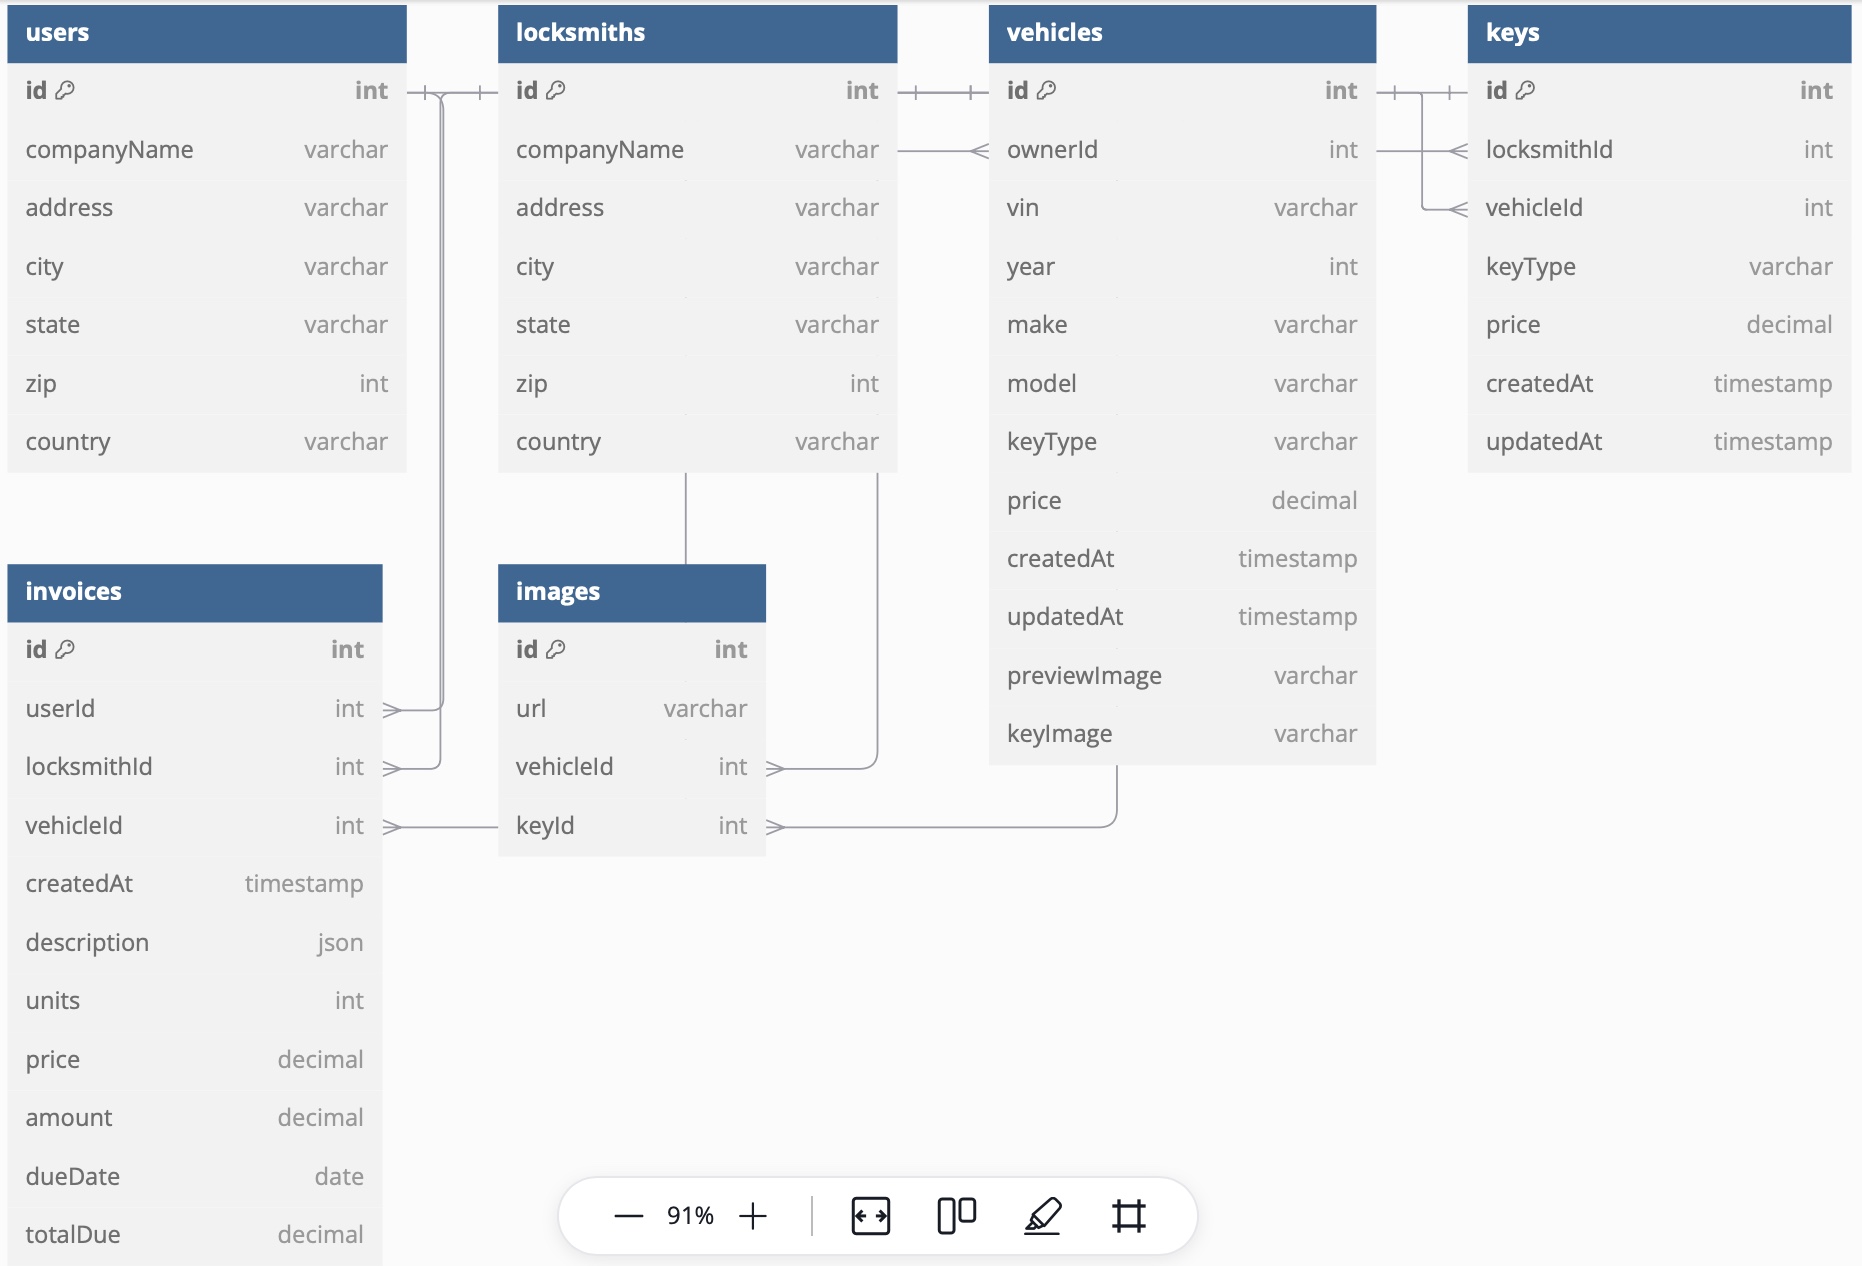 users
id int
companyName varchar
address varchar
city varchar
state varchar
zip int
country varchar
locksmiths
id int
companyName varchar
address varchar
city varchar
state varchar
zip int
country varchar
vehicles
id int
ownerId int
vin varchar
year int
make varchar
model varchar
keyType varchar
price decimal
createdAt timestamp
updatedAt timestamp
previewImage varchar
keyImage varchar
keys
id int
locksmithId int
vehicleId int
keyType varchar
price decimal
createdAt timestamp
updatedAt timestamp
invoices
id int
userId int
locksmithId int
vehicleId int
createdAt timestamp
description json
units int
price decimal
amount decimal
dueDate date
totalDue decimal
images
id int
url varchar
vehicleId int
keyId int
91%